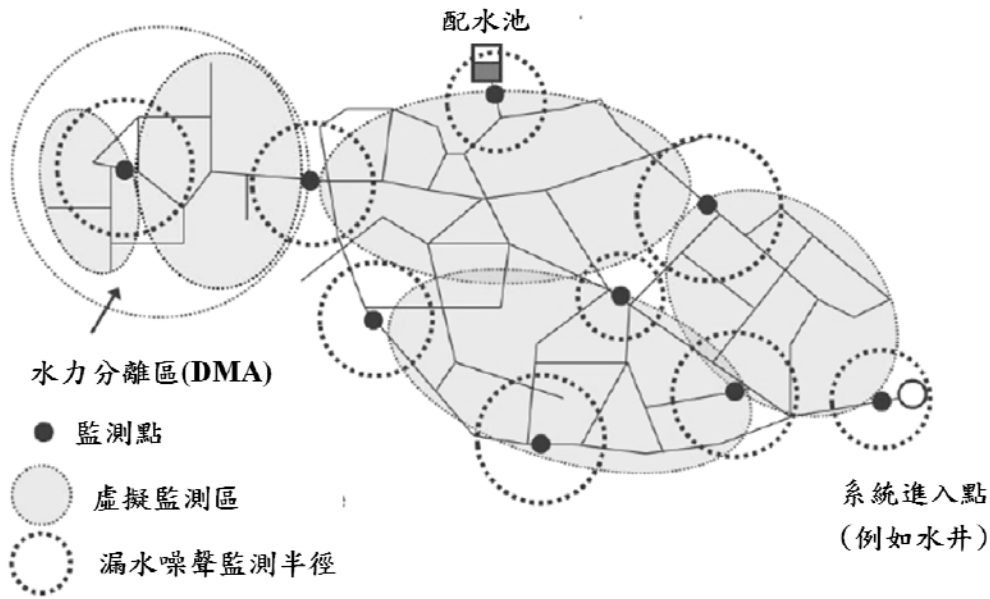 配水池
水力分離區(DMA)
監測點
虛擬監測區
漏水噪聲監測半徑
系統進入點
(例如水井)